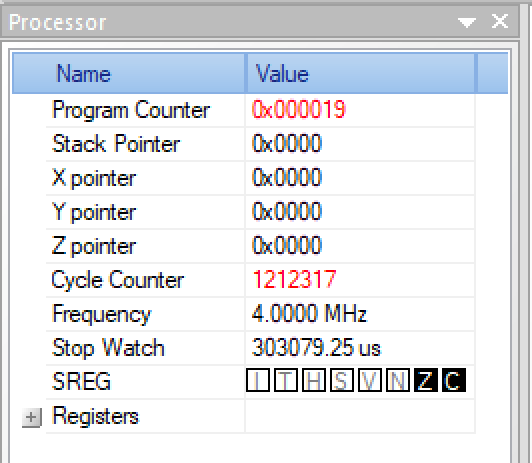 Processor
Name Value
Program Counter 0x000019
Stack Pointer 0x0000
X pointer 0x0000
Y pointer 0x0000
Z pointer 0x0000
Cycle Counter 1212317
Frequency 4.0000 MHz
Stop Watch 303079.25 us
SREG I T H S V N Z C
Registers